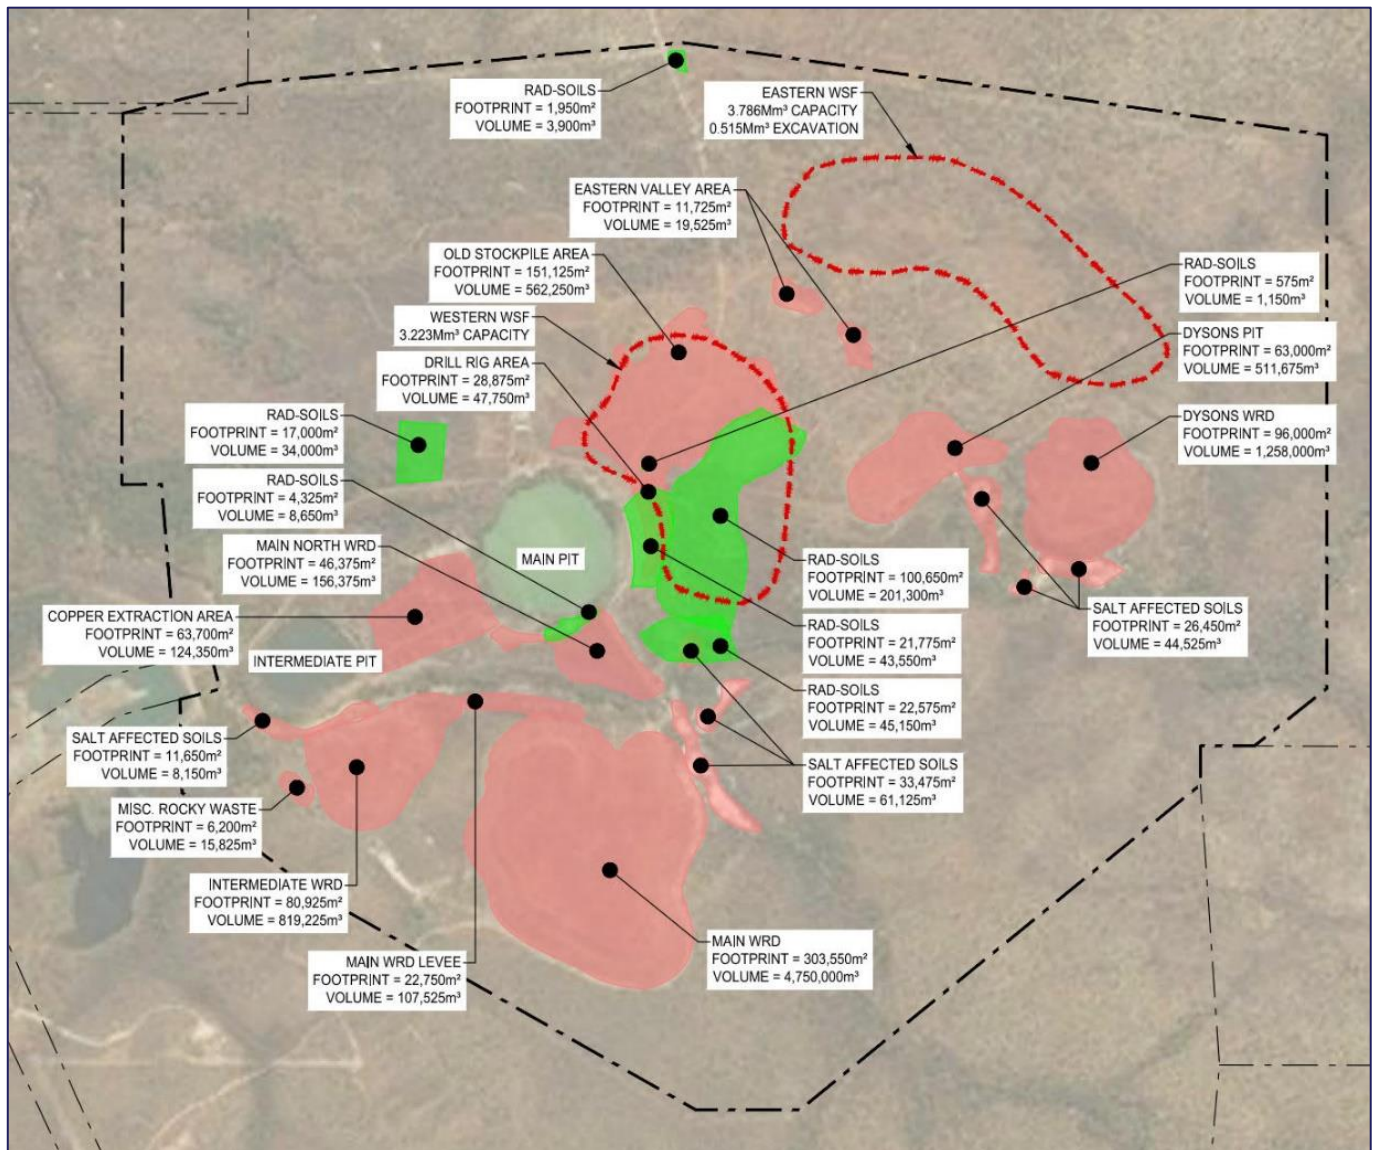 RAD-SOILS
FOOTPRINT = 1,950m²
VOLUME = 3,900m³
EASTERN WSF
3.786Mm³ CAPACITY
0.515Mm³ EXCAVATION
EASTERN VALLEY AREA
FOOTPRINT = 11,725m²
VOLUME = 19,525m³
OLD STOCKPILE AREA
FOOTPRINT = 151,125m²
VOLUME = 562,250m³
RAD-SOILS
FOOTPRINT = 575m²
VOLUME = 1,150m³
WESTERN WSF
3.223Mm³ CAPACITY
DYSONS PIT
FOOTPRINT = 63,000m²
VOLUME = 511,675m³
DRILL RIG AREA
FOOTPRINT = 28,875m²
VOLUME = 47,750m³
RAD-SOILS
FOOTPRINT = 17,000m²
VOLUME = 34,000m³
DYSONS WRD
FOOTPRINT = 96,000m²
VOLUME = 1,258,000m³
RAD-SOILS
FOOTPRINT = 4,325m²
VOLUME = 8,650m³
MAIN NORTH WRD
FOOTPRINT = 46,375m²
VOLUME = 156,375m³
MAIN PIT
RAD-SOILS
FOOTPRINT = 100,650m²
VOLUME = 201,300m³
COPPER EXTRACTION AREA
FOOTPRINT = 63,700m²
VOLUME = 124,350m³
SALT AFFECTED SOILS
FOOTPRINT = 26,450m²
VOLUME = 44,525m³
RAD-SOILS
FOOTPRINT = 21,775m²
VOLUME = 43,550m³
INTERMEDIATE PIT
RAD-SOILS
FOOTPRINT = 22,575m²
VOLUME = 45,150m³
SALT AFFECTED SOILS
FOOTPRINT = 11,650m²
VOLUME = 8,150m³
SALT AFFECTED SOILS
FOOTPRINT = 33,475m²
VOLUME = 61,125m³
MISC. ROCKY WASTE
FOOTPRINT = 6,200m²
VOLUME = 15,825m³
INTERMEDIATE WRD
FOOTPRINT = 80,925m²
VOLUME = 819,225m³
MAIN WRD
FOOTPRINT = 303,550m²
VOLUME = 4,750,000m³
MAIN WRD LEVEE
FOOTPRINT = 22,750m²
VOLUME = 107,525m³